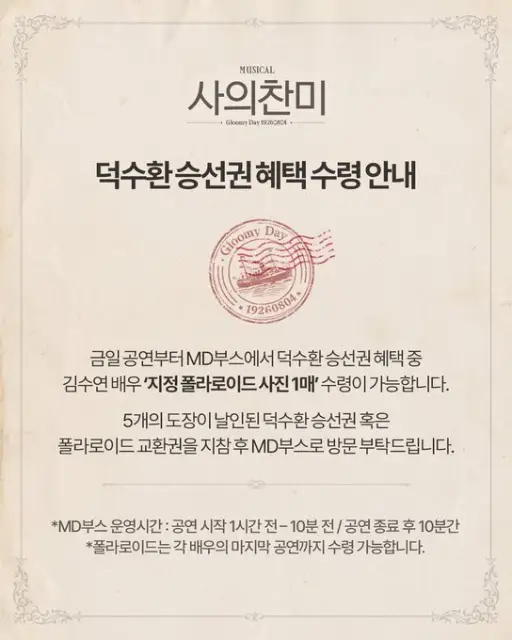 MUSICAL
사의찬미
Gloomy Day 19260804
덕수환 승선권 혜택 수령 안내
Gloomy Day
19260804
금일 공연부터 MD부스에서 덕수환 승선권 혜택 중
김수연 배우 '지정 폴라로이드 사진 1매' 수령이 가능합니다.
5개의 도장이 날인된 덕수환 승선권 혹은
폴라로이드 교환권을 지참 후 MD부스로 방문 부탁드립니다.
*MD부스 운영시간 : 공연 시작 1시간 전 – 10분 전 / 공연 종료 후 10분간
*폴라로이드는 각 배우의 마지막 공연까지 수령 가능합니다.